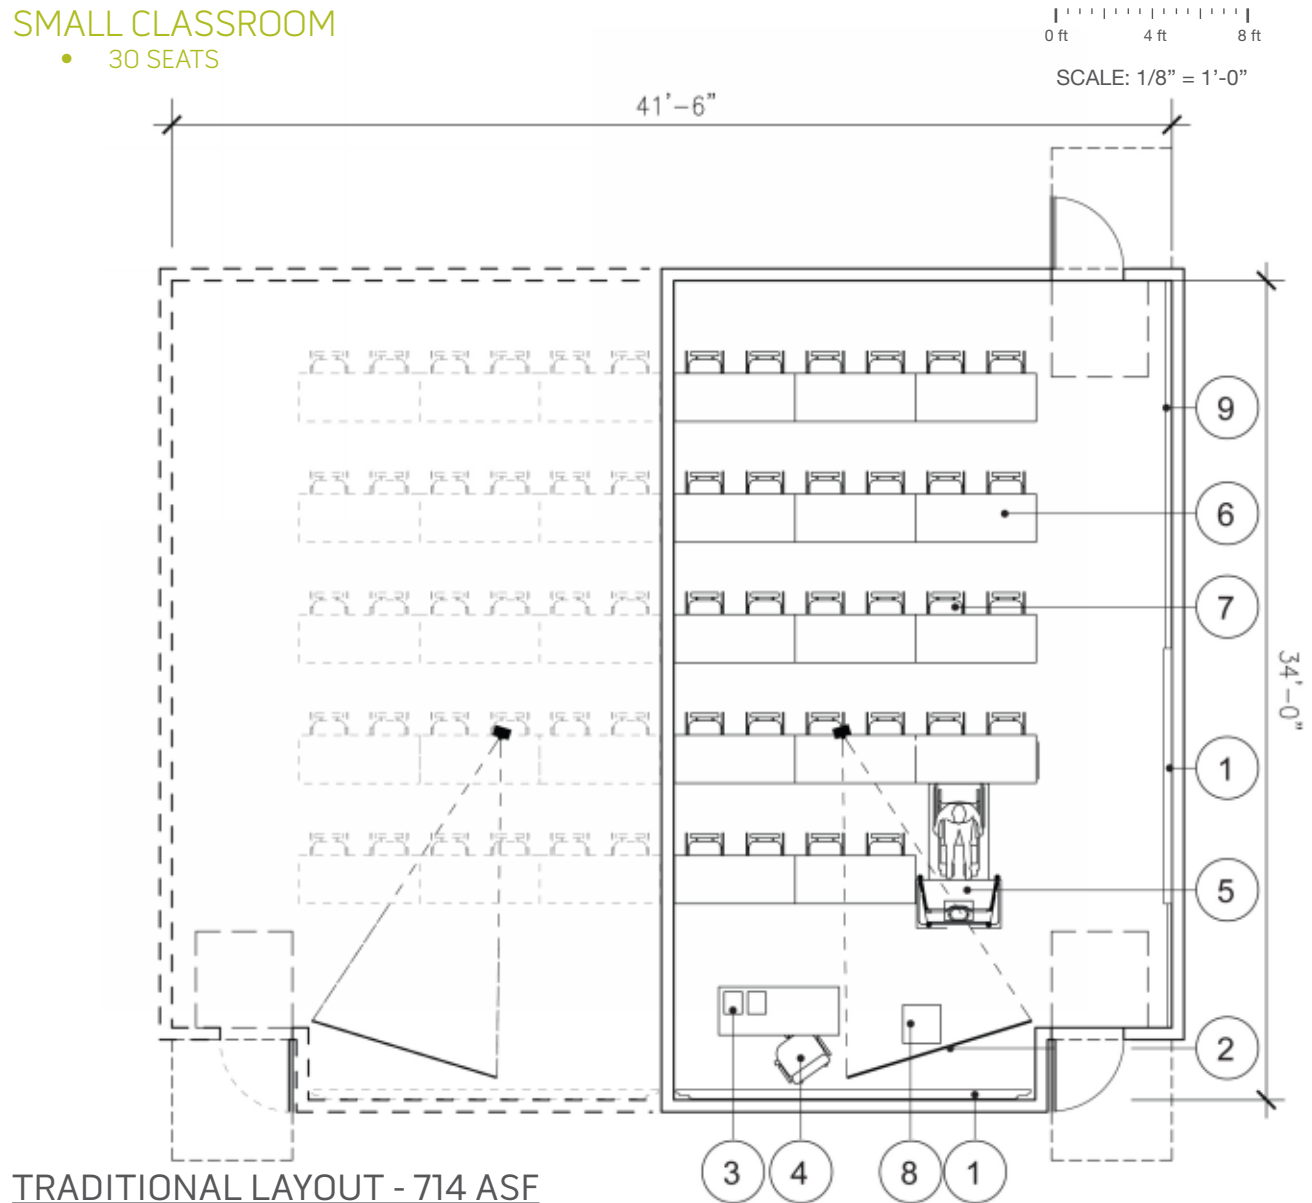 SMALL CLASSROOM
• 30 SEATS
0 ft 4 ft 8 ft
SCALE: 1/8” = 1’-0”
41’-6”
9
6
7
34’-0”
1
5
2
3 4 8 1
TRADITIONAL LAYOUT - 714 ASF